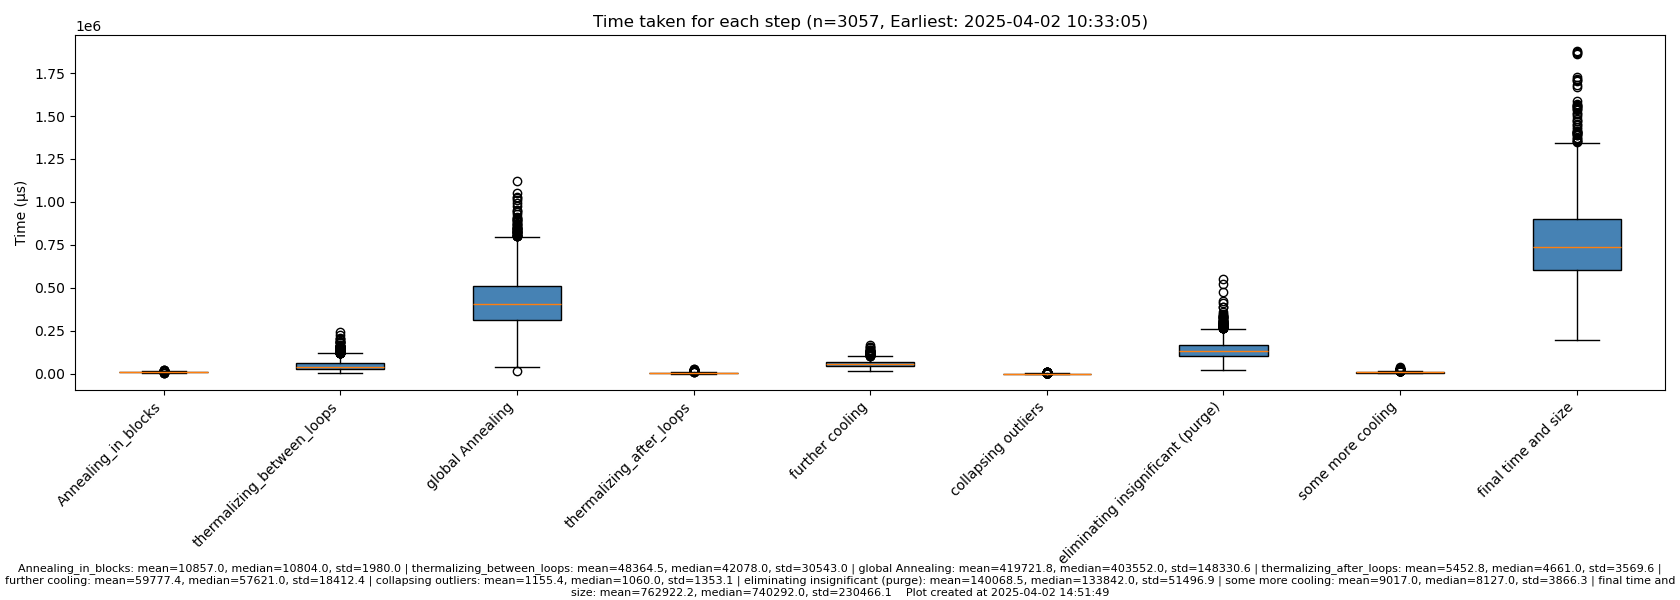 Time taken for each step (n=3057, Earliest: 2025-04-02 10:33:05)
1e6
1.75
1.50
1.25
1.00
0.75
0.50
0.25
0.00
Time (µs)
Annealing_in_blocks
thermalizing_between_loops
global Annealing
thermalizing_after_loops
further cooling
collapsing outliers
eliminating insignificant (purge)
some more cooling
final time and size
Annealing_in_blocks: mean=10857.0, median=10804.0, std=1980.0 | thermalizing_between_loops: mean=48364.5, median=42078.0, std=30543.0 | global Annealing: mean=419721.8, median=403552.0, std=148330.6 | thermalizing_after_loops: mean=5452.8, median=4661.0, std=3569.6 |
further cooling: mean=59777.4, median=57621.0, std=18412.4 | collapsing outliers: mean=1155.4, median=1060.0, std=1353.1 | eliminating insignificant (purge): mean=140068.5, median=133842.0, std=51496.9 | some more cooling: mean=9017.0, median=8127.0, std=3866.3 | final time and
size: mean=762922.2, median=740292.0, std=230466.1    Plot created at 2025-04-02 14:51:49